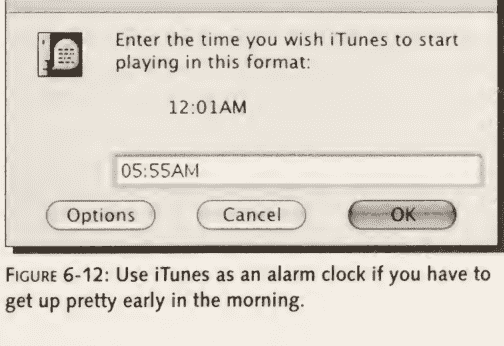 Enter the time you wish iTunes to start
playing in this format:
12:01AM
05:55AM
Options Cancel OK
FIGURE 6-12: Use iTunes as an alarm clock if you have to
get up pretty early in the morning.